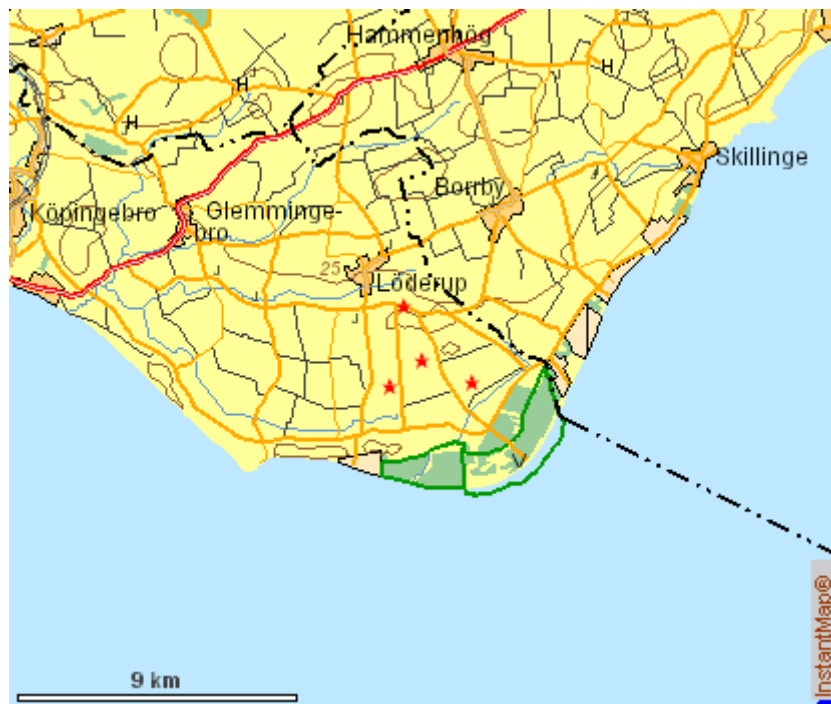 Hammenhög
H
H
Skillinge
Borrby
Köpingebro
Glemminge-
bro
25
Löderup
9 km
InstantMap®